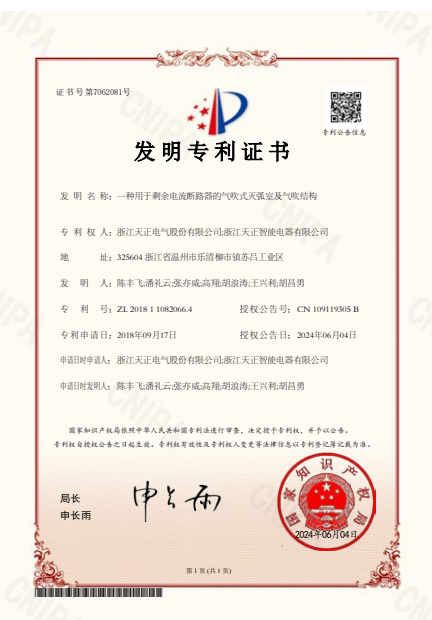 证书号第7062081号
专利公告信息
发明专利证书
发明名称：一种用于剩余电流断路器的气吹式灭弧室及气吹结构
专利权人：浙江天正电气股份有限公司;浙江天正智能电器有限公司
地址：325604 浙江省温州市乐清柳市镇苏吕工业区
发明人：陈丰飞;潘礼云;张亦威;高翔;胡浪涛;王兴利;胡昌勇
专利号：ZL 2018 1 1082066.4 授权公告号：CN 109119305 B
专利申请日：2018年09月17日 授权公告日：2024年06月04日
申请日时申请人：浙江天正电气股份有限公司;浙江天正智能电器有限公司
申请日时发明人：陈丰飞;潘礼云;张亦威;高翔;胡浪涛;王兴利;胡昌勇
国家知识产权局依照中华人民共和国专利法进行审查，决定授予专利权，并予以公告。
专利权自授权公告之日起生效。专利权有效性及专利权人变更等法律信息以专利登记簿记载为准。
局长
申长雨
申长雨
国家知识产权局
2024年06月04日
第 1 页 (共 1 页)
CNIPA